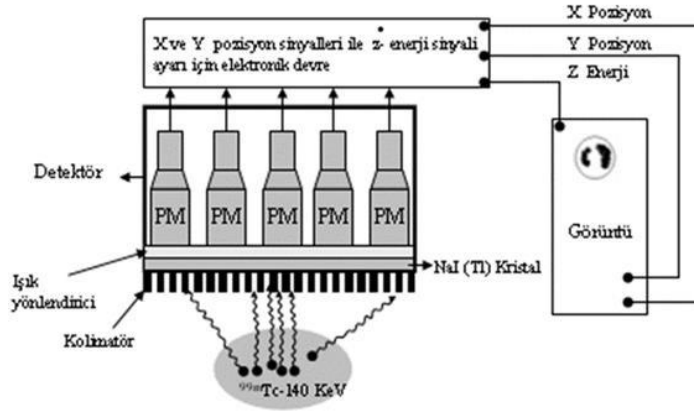 X Pozisyon
X ve Y pozisyon sinyalleri ile z enerji sinyali
ayarı için elektronik devre
Y Pozisyon
Z Enerji
Detektör
PM PM PM PM PM
Görüntü
Işık
yönlendirici
NaI (Tl) Kristal
Kolimatör
99mTc-140 KeV